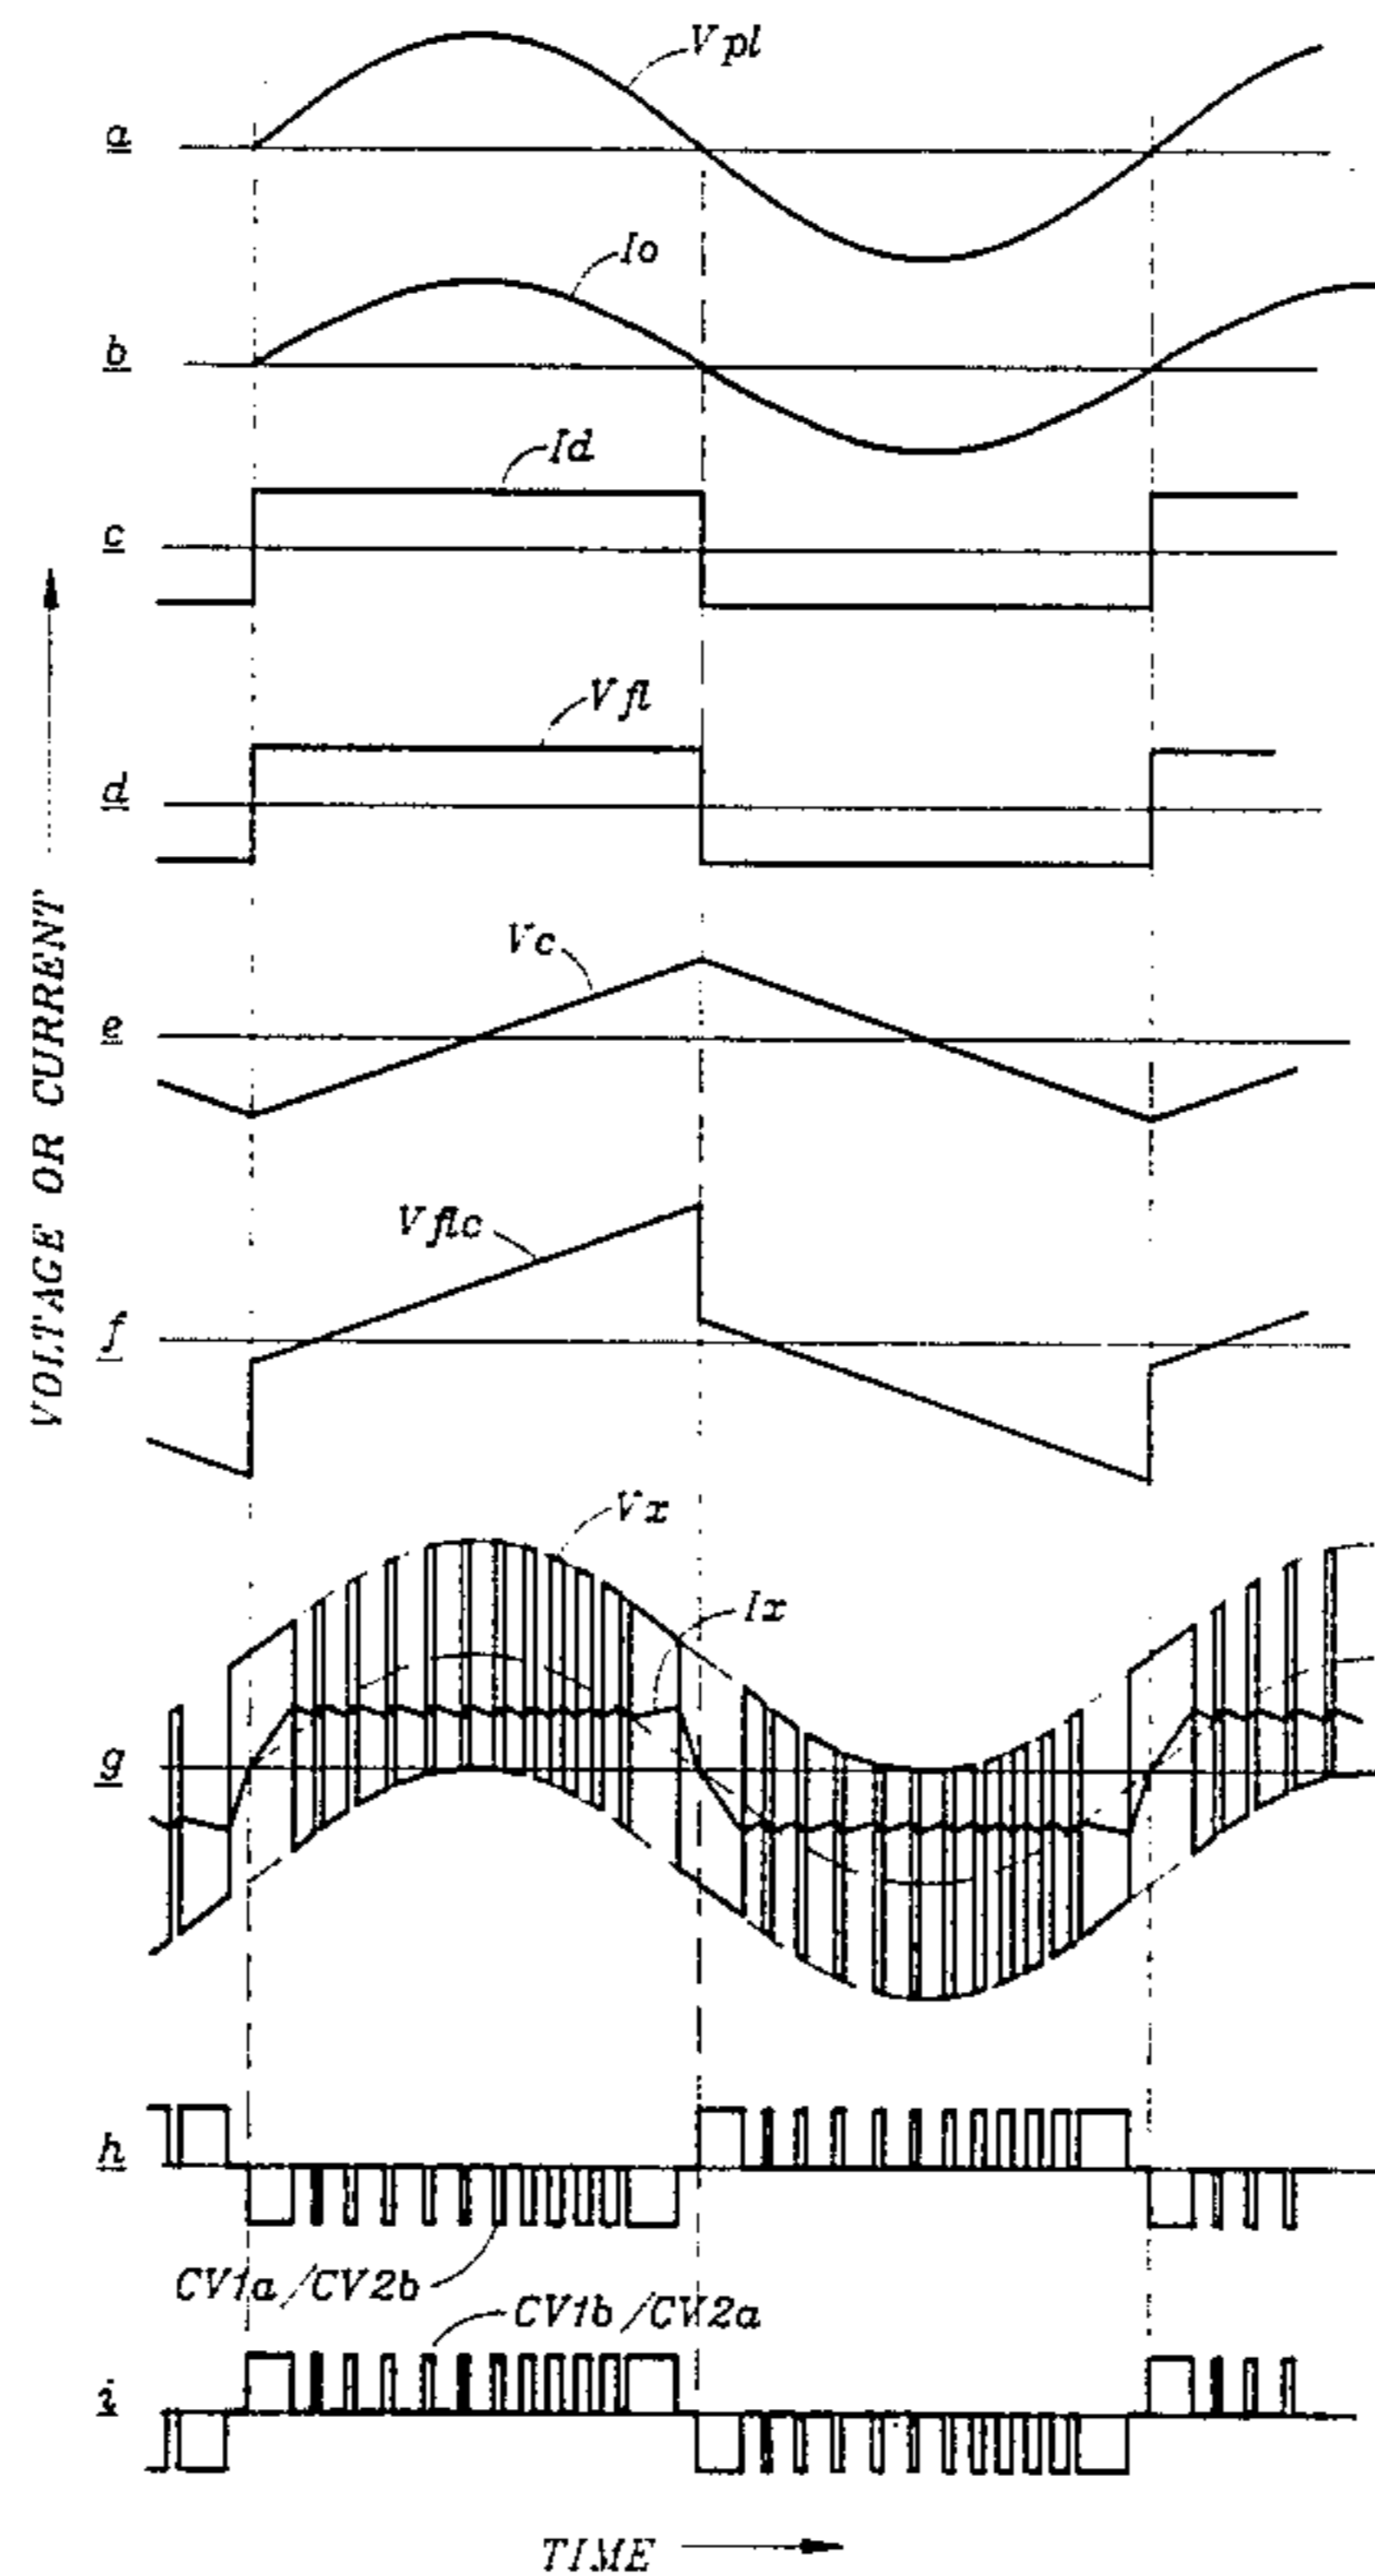 Vpl
a
Io
b
Id
c
Vfl
d
Vc
e
Vflc
f
VOLTAGE OR CURRENT
Vx
Ix
g
h
CV1a/CV2b
CV1b/CV2a
i
TIME